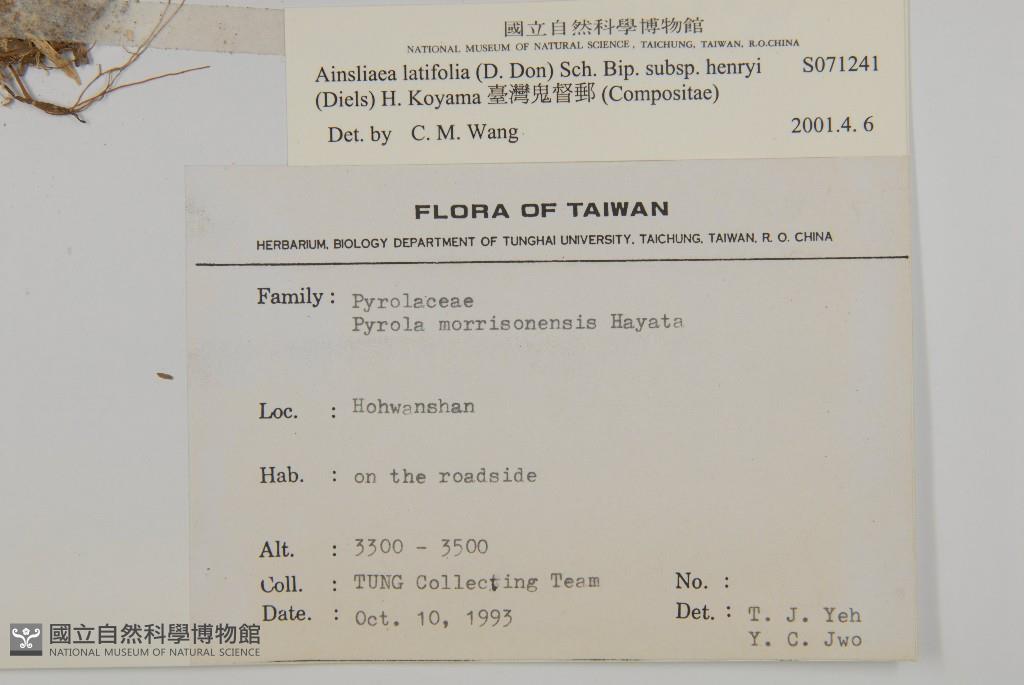 國立自然科學博物館
NATIONAL MUSEUM OF NATURAL SCIENCE, TAICHUNG, TAIWAN, R.O.CHINA
Ainsliaea latifolia (D. Don) Sch. Bip. subsp. henryi S071241
(Diels) H. Koyama 臺灣鬼督郵 (Compositae)
Det. by C. M. Wang 2001.4. 6
FLORA OF TAIWAN
HERBARIUM, BIOLOGY DEPARTMENT OF TUNGHAI UNIVERSITY, TAICHUNG, TAIWAN, R. O. CHINA
Family : Pyrolaceae
Pyrola morrisonensis Hayata
Loc. : Hohwanshan
Hab. : on the roadside
Alt. : 3300 - 3500
Coll. : TUNG Collecting Team No. :
Date. : Oct. 10, 1993 Det. : T. J. Yeh
Y. C. Jwo
國立自然科學博物館
NATIONAL MUSEUM OF NATURAL SCIENCE